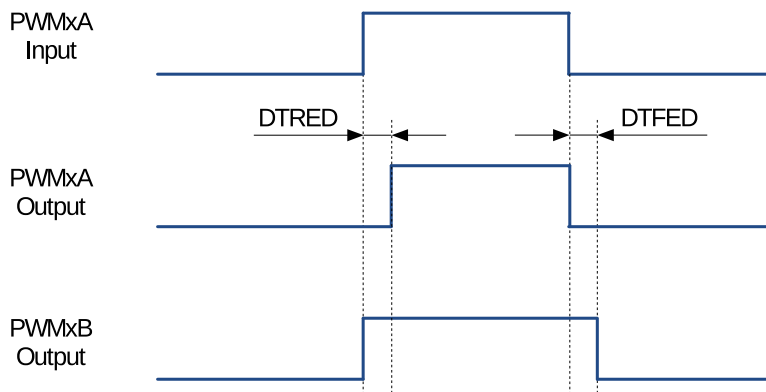 PWMxA
Input
DTRED
DTFED
PWMxA
Output
PWMxB
Output